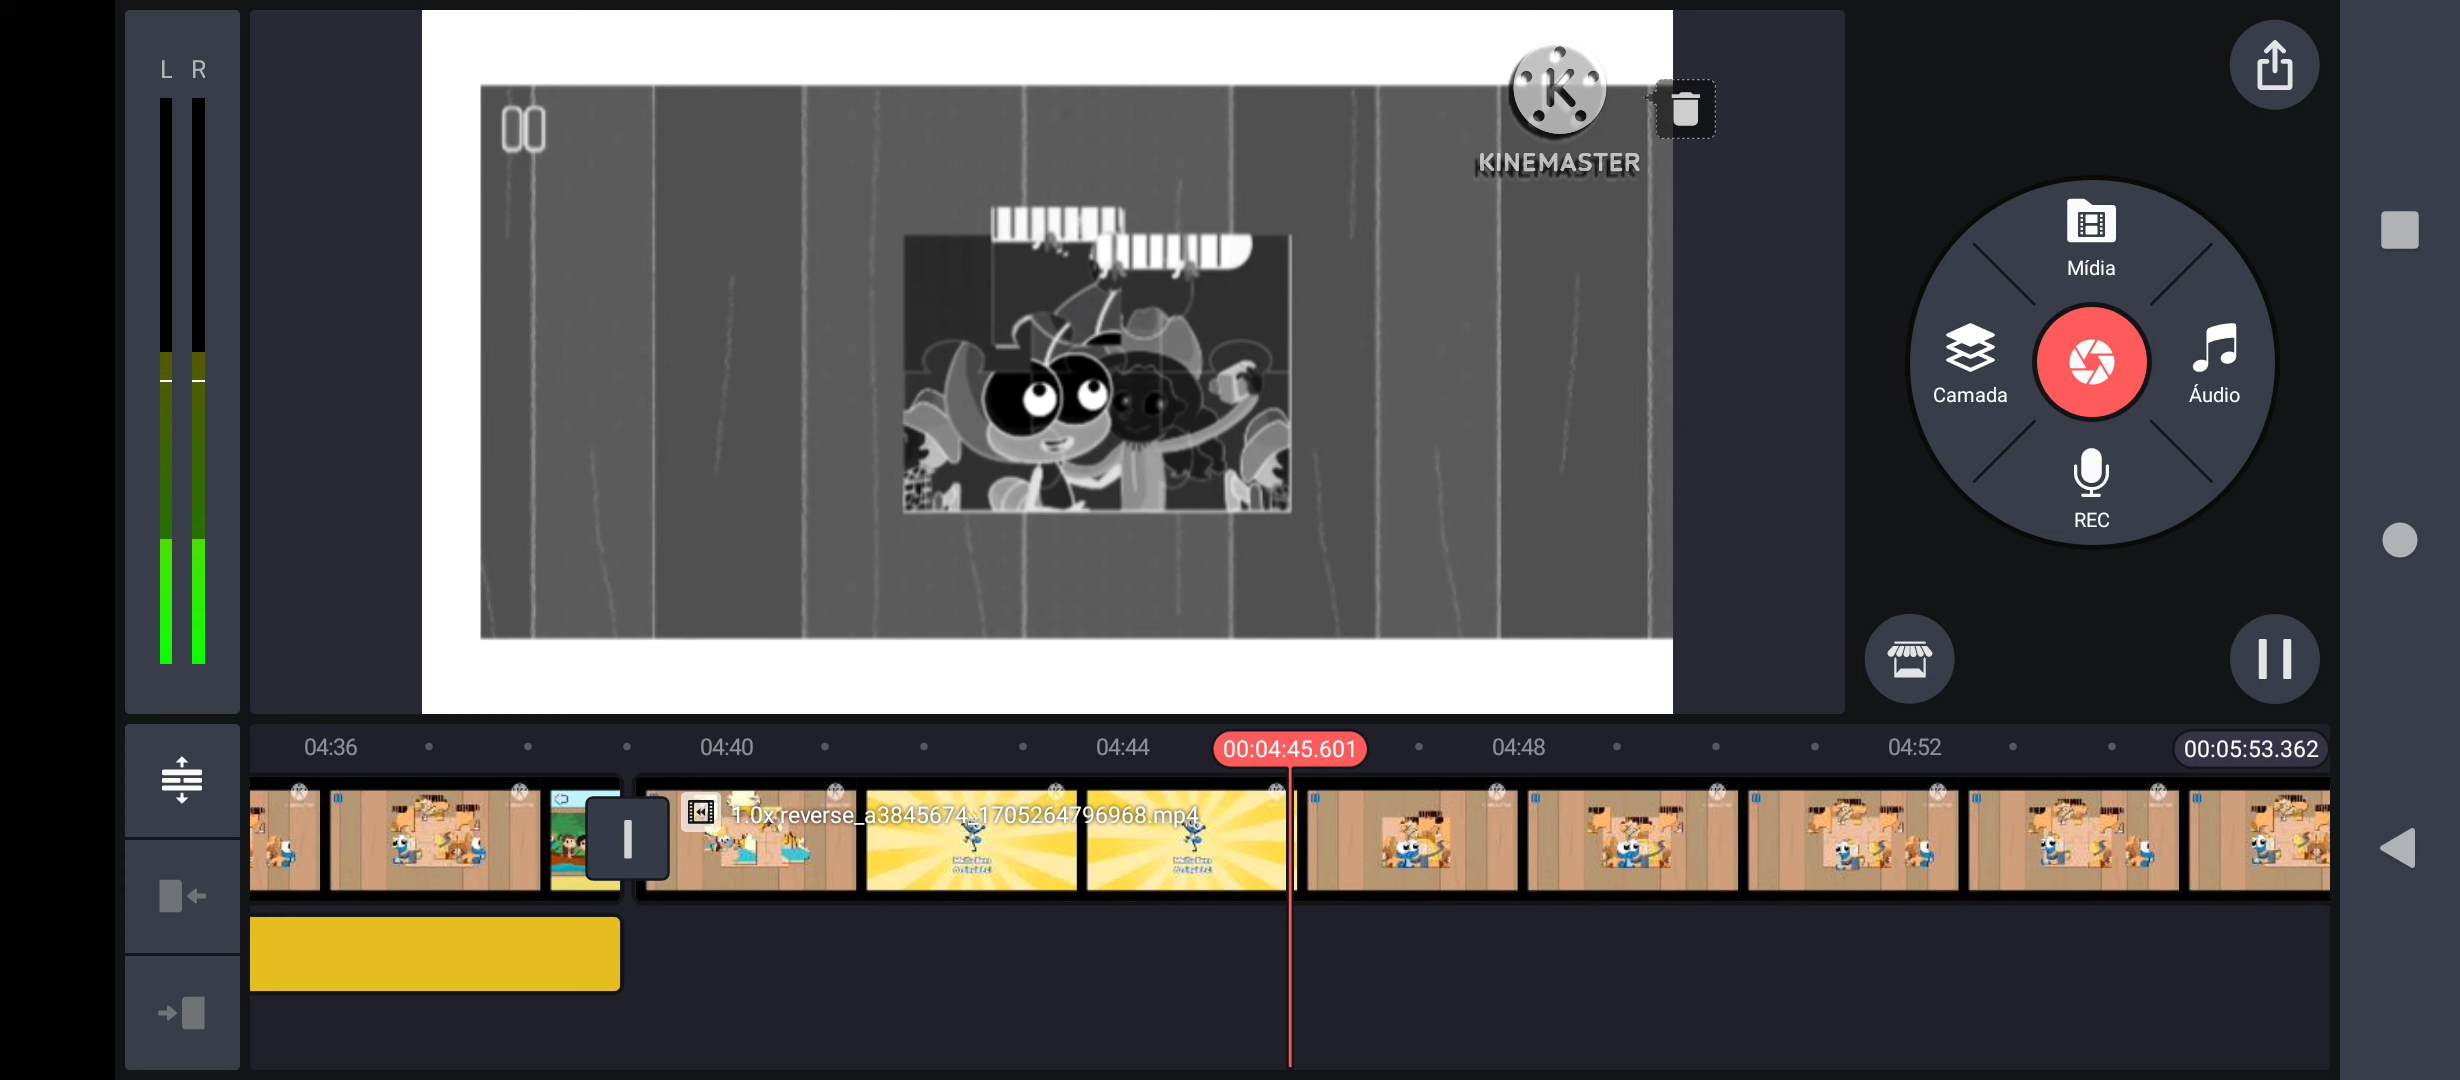 L R
KINEMASTER
Mídia
Camada
Áudio
REC
04:36
04:40
04:44
00:04:45.601
04:48
04:52
00:05:53.362
1.0x reverse_a3845674_1705264796968.mp4